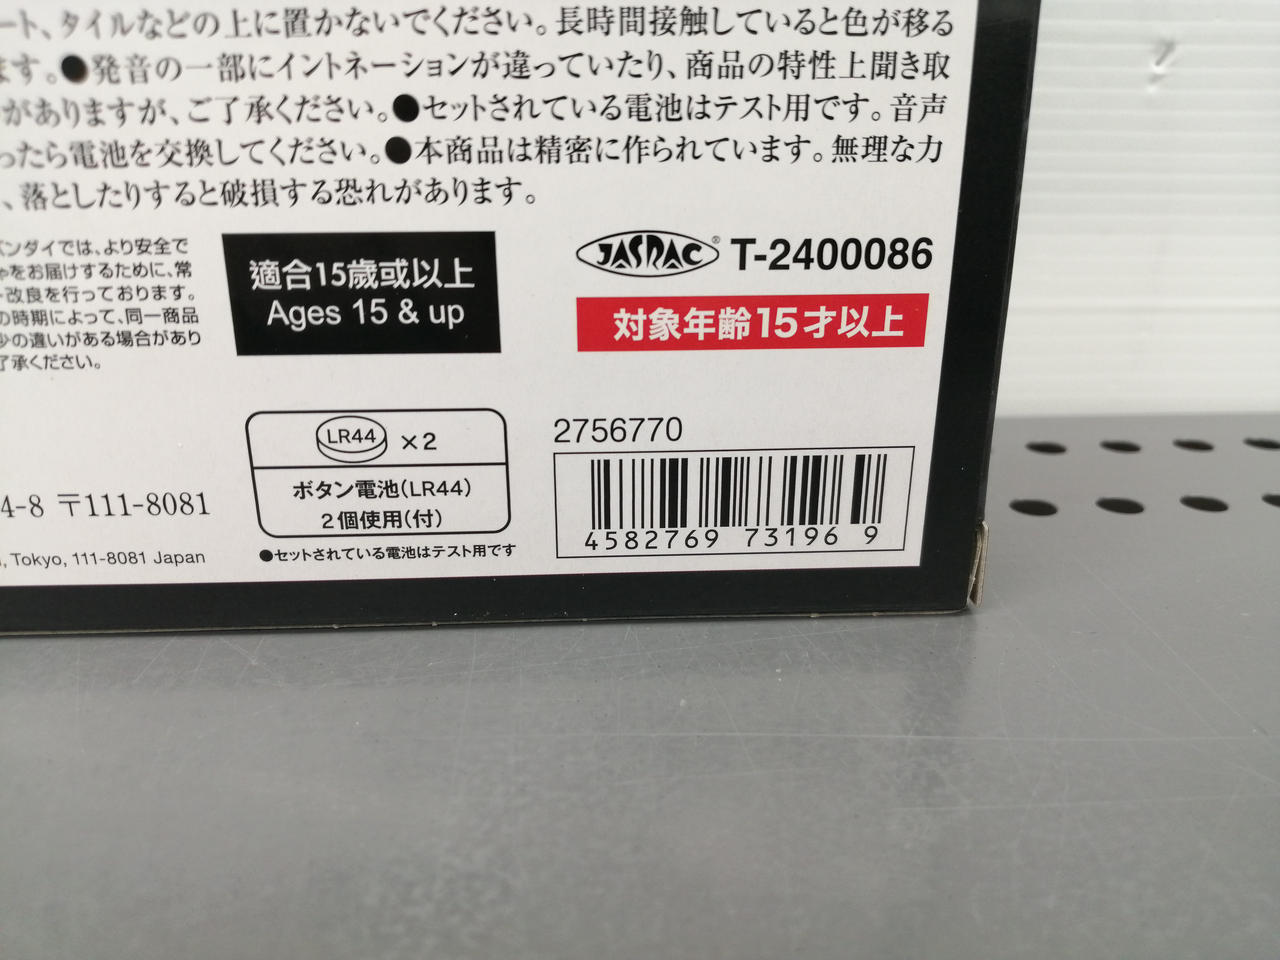 ート、タイルなどの上に置かないでください。長時間接触していると色が移る
ます。●発音の一部にイントネーションが違っていたり、商品の特性上聞き取
がありますが、ご了承ください。●セットされている電池はテスト用です。音声
ったら電池を交換してください。●本商品は精密に作られています。無理な力
、落としたりすると破損する恐れがあります。
バンダイでは、より安全で
ゃをお届けするために、常
・改良を行っております。
の時期によって、同一商品
少の違いがある場合があり
了承ください。
適合15歲或以上
Ages 15 & up
JASRAC® T-2400086
対象年齢15才以上
LR44 ×2
ボタン電池(LR44)
2個使用(付)
●セットされている電池はテスト用です
4-8 〒111-8081
, Tokyo, 111-8081 Japan
2756770
4582769 731969